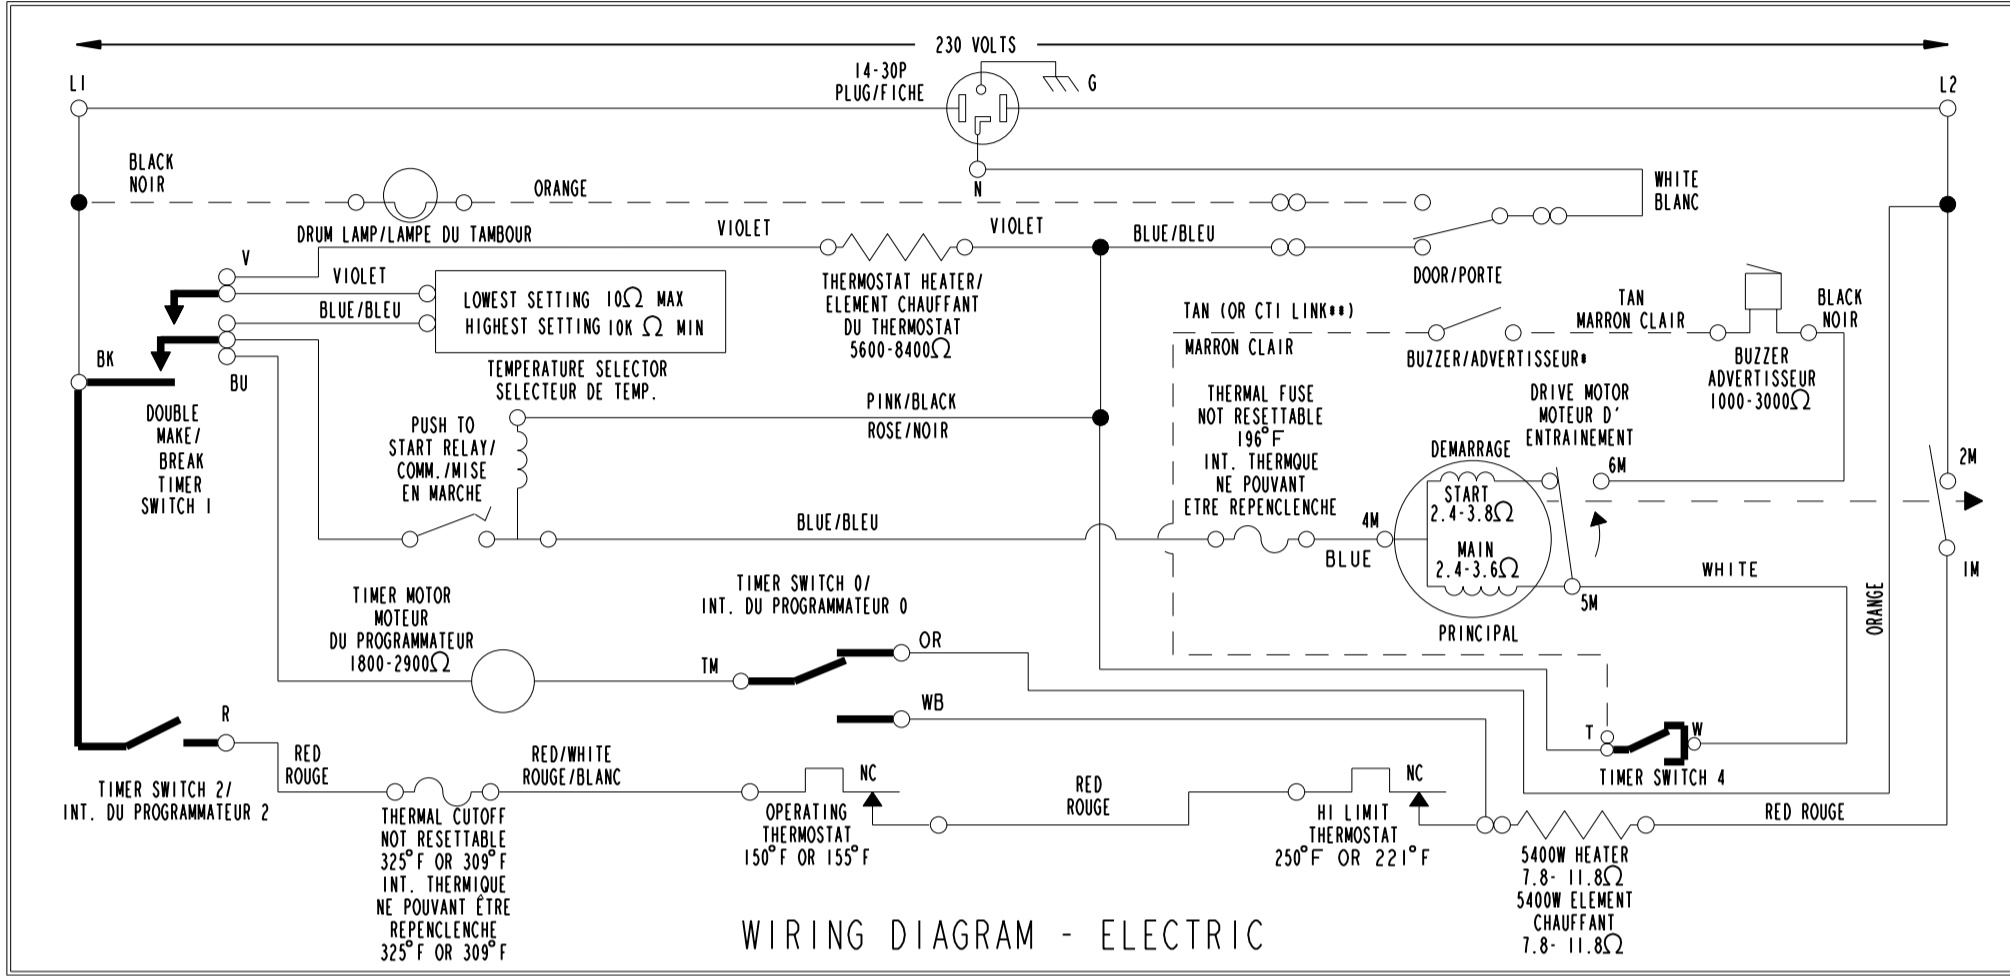 230 VOLTS
L1
14-30P
PLUG/FICHE
G
L2
N
BLACK
NOIR
ORANGE
WHITE
BLANC
DRUM LAMP/LAMPE DU TAMBOUR
VIOLET
VIOLET
BLUE/BLEU
V
VIOLET
BLUE/BLEU
LOWEST SETTING 10Ω MAX
HIGHEST SETTING 10K Ω MIN
TEMPERATURE SELECTOR
SELECTEUR DE TEMP.
THERMOSTAT HEATER/
ELEMENT CHAUFFANT
DU THERMOSTAT
5600-8400Ω
DOOR/PORTE
TAN (OR CTI LINK**)
MARRON CLAIR
BUZZER/ADVERTISSEUR*
TAN
MARRON CLAIR
BLACK
NOIR
BUZZER
ADVERTISSEUR
1000-3000Ω
BK
BU
DOUBLE
MAKE/
BREAK
TIMER
SWITCH 1
PUSH TO
START RELAY/
COMM./MISE
EN MARCHE
PINK/BLACK
ROSE/NOIR
THERMAL FUSE
NOT RESETTABLE
196°F
INT. THERMQUE
NE POUVANT
ETRE REPENCLENCHE
DRIVE MOTOR
MOTEUR D'
ENTRAINEMENT
DEMARRAGE
6M
START
2.4-3.8Ω
MAIN
2.4-3.6Ω
PRINCIPAL
4M
BLUE
5M
WHITE
2M
1M
ORANGE
BLUE/BLEU
TIMER MOTOR
MOTEUR
DU PROGRAMMATEUR
1800-2900Ω
TIMER SWITCH 0/
INT. DU PROGRAMMATEUR 0
TM
OR
WB
T
W
TIMER SWITCH 4
R
TIMER SWITCH 2/
INT. DU PROGRAMMATEUR 2
RED
ROUGE
THERMAL CUTOFF
NOT RESETTABLE
325°F OR 309°F
INT. THERMIQUE
NE POUVANT ÊTRE
REPENCLENCHE
325°F OR 309°F
RED/WHITE
ROUGE/BLANC
NC
OPERATING
THERMOSTAT
150°F OR 155°F
RED
ROUGE
NC
HI LIMIT
THERMOSTAT
250°F OR 221°F
RED ROUGE
5400W HEATER
7.8- 11.8Ω
5400W ELEMENT
CHAUFFANT
7.8- 11.8Ω
WIRING DIAGRAM - ELECTRIC